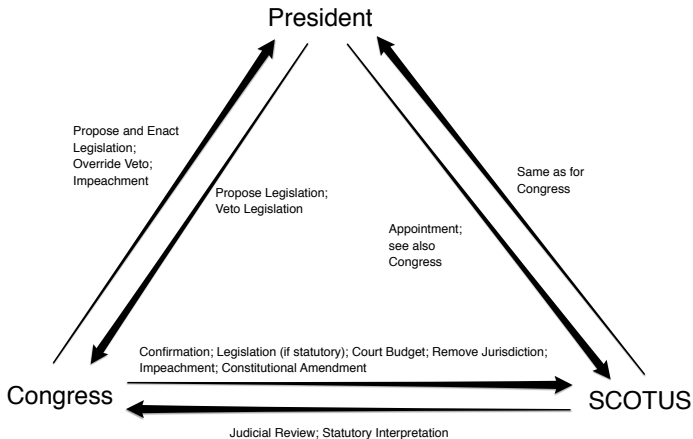 President
Propose and Enact
Legislation;
Override Veto;
Impeachment
Propose Legislation;
Veto Legislation
Same as for
Congress
Appointment;
see also
Congress
Confirmation; Legislation (if statutory); Court Budget; Remove Jurisdiction;
Impeachment; Constitutional Amendment
Congress
SCOTUS
Judicial Review; Statutory Interpretation